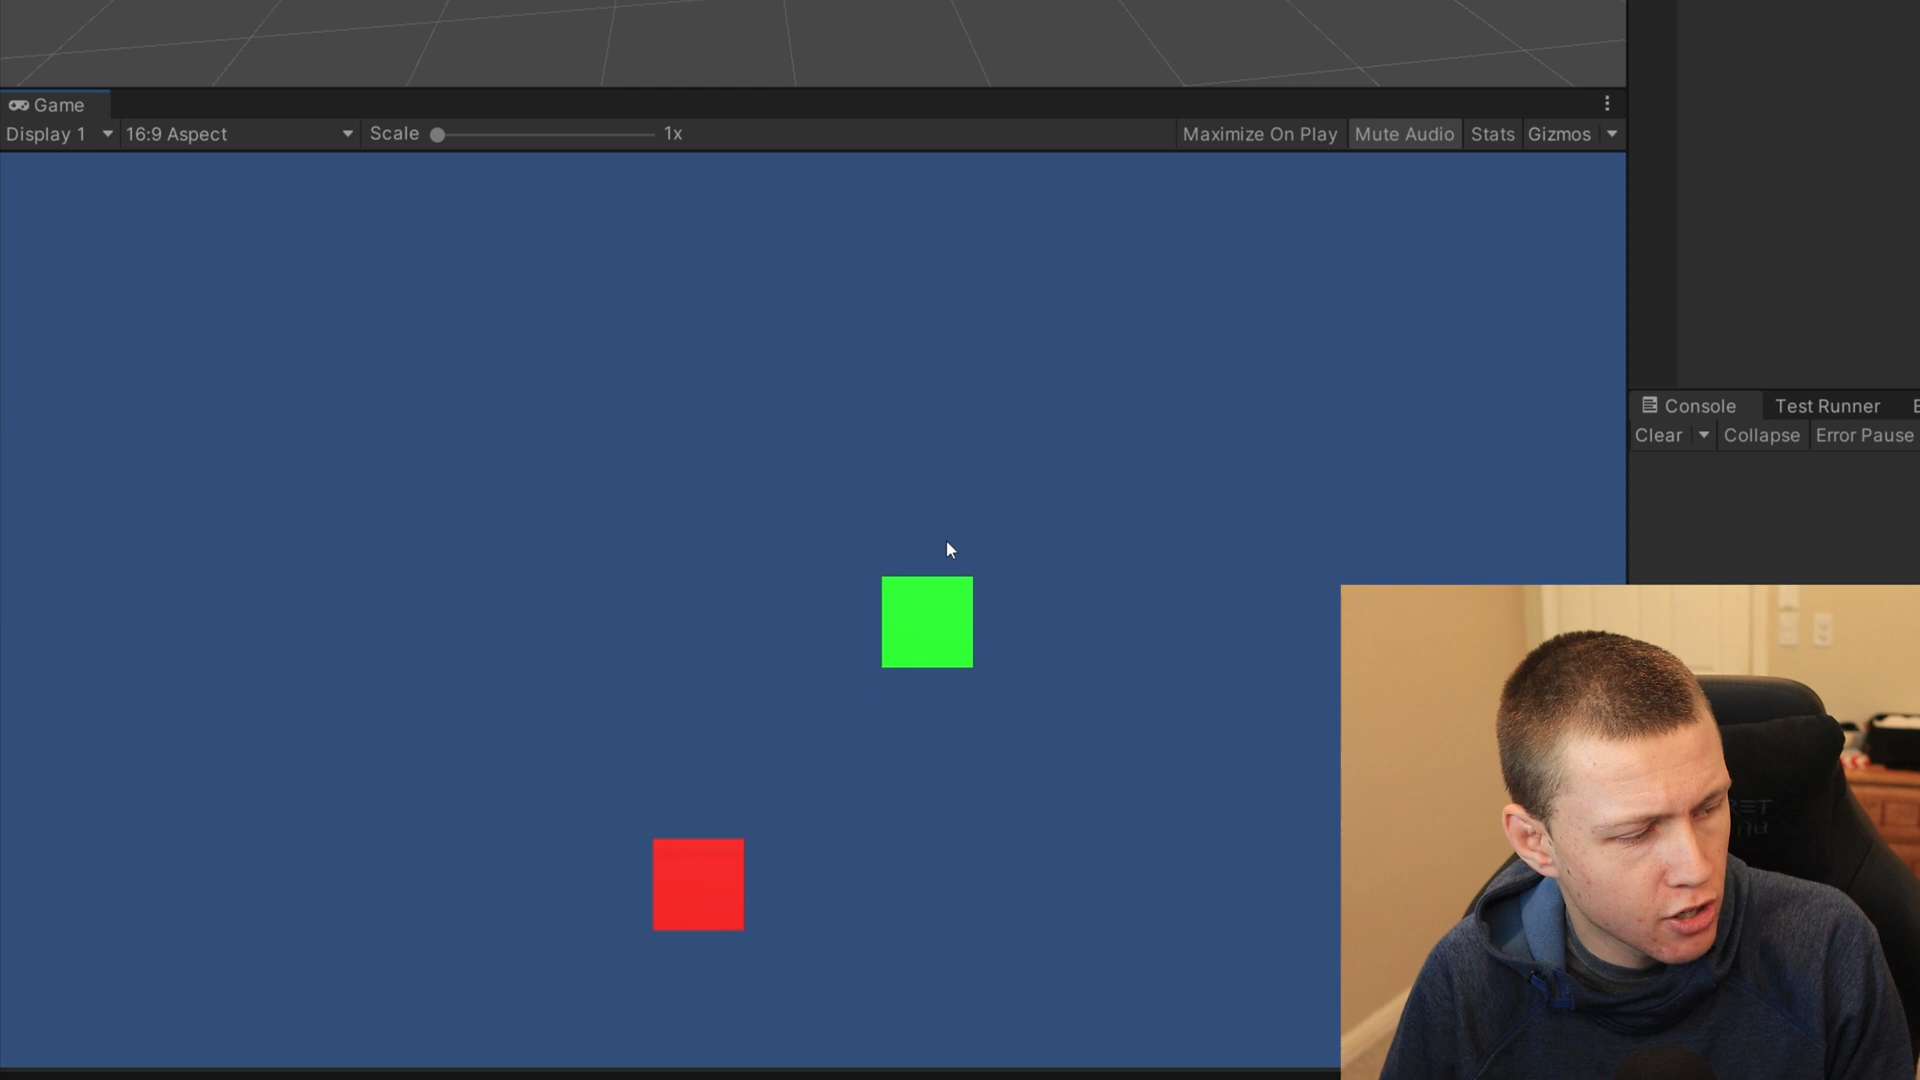 Game
Display 1 16:9 Aspect Scale 1x Maximize On Play Mute Audio Stats Gizmos
Console Test Runner
Clear Collapse Error Pause